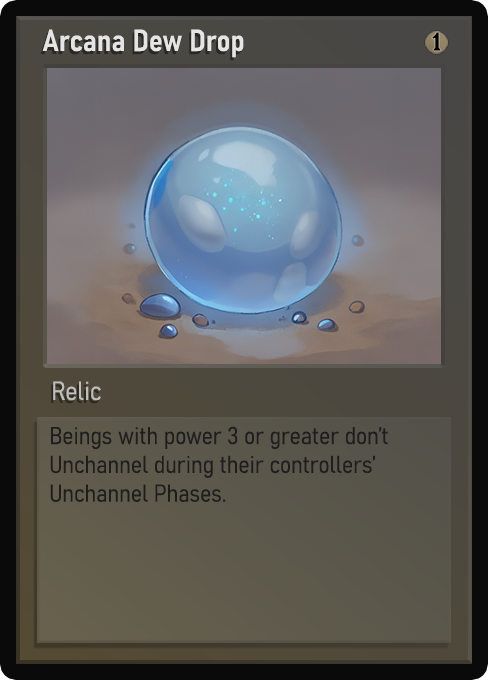 Arcana Dew Drop
1
Relic
Beings with power 3 or greater don't
Unchannel during their controllers'
Unchannel Phases.